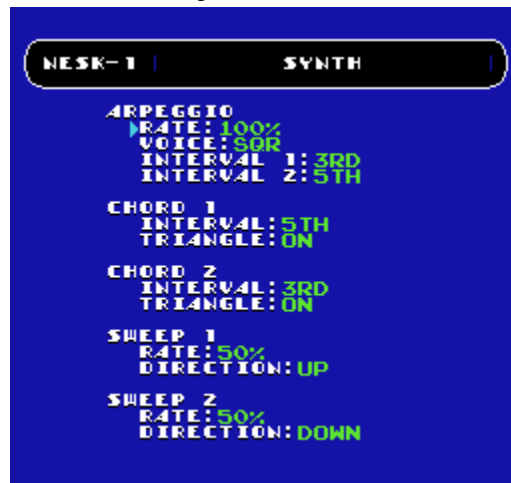 NESK-1 SYNTH
ARPEGGIO
RATE:100%
VOICE:SQR
INTERVAL 1:3RD
INTERVAL 2:5TH
CHORD 1
INTERVAL:5TH
TRIANGLE:ON
CHORD 2
INTERVAL:3RD
TRIANGLE:ON
SWEEP 1
RATE:50%
DIRECTION:UP
SWEEP 2
RATE:50%
DIRECTION:DOWN